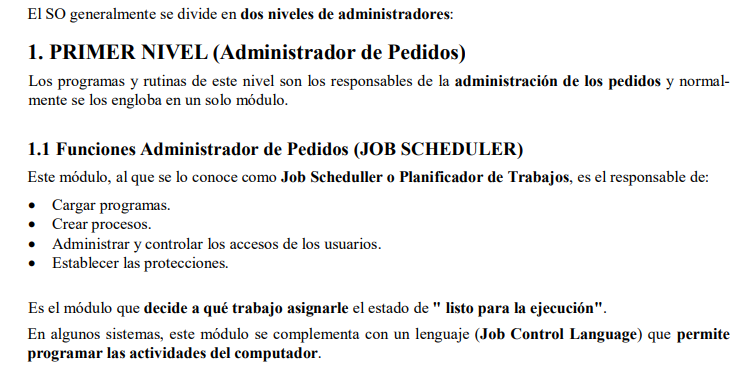 El SO generalmente se divide en dos niveles de administradores:
1. PRIMER NIVEL (Administrador de Pedidos)
Los programas y rutinas de este nivel son los responsables de la administración de los pedidos y normal-
mente se los engloba en un solo módulo.
1.1 Funciones Administrador de Pedidos (JOB SCHEDULER)
Este módulo, al que se lo conoce como Job Scheduller o Planificador de Trabajos, es el responsable de:
• Cargar programas.
• Crear procesos.
• Administrar y controlar los accesos de los usuarios.
• Establecer las protecciones.
Es el módulo que decide a qué trabajo asignarle el estado de " listo para la ejecución".
En algunos sistemas, este módulo se complementa con un lenguaje (Job Control Language) que permite
programar las actividades del computador.